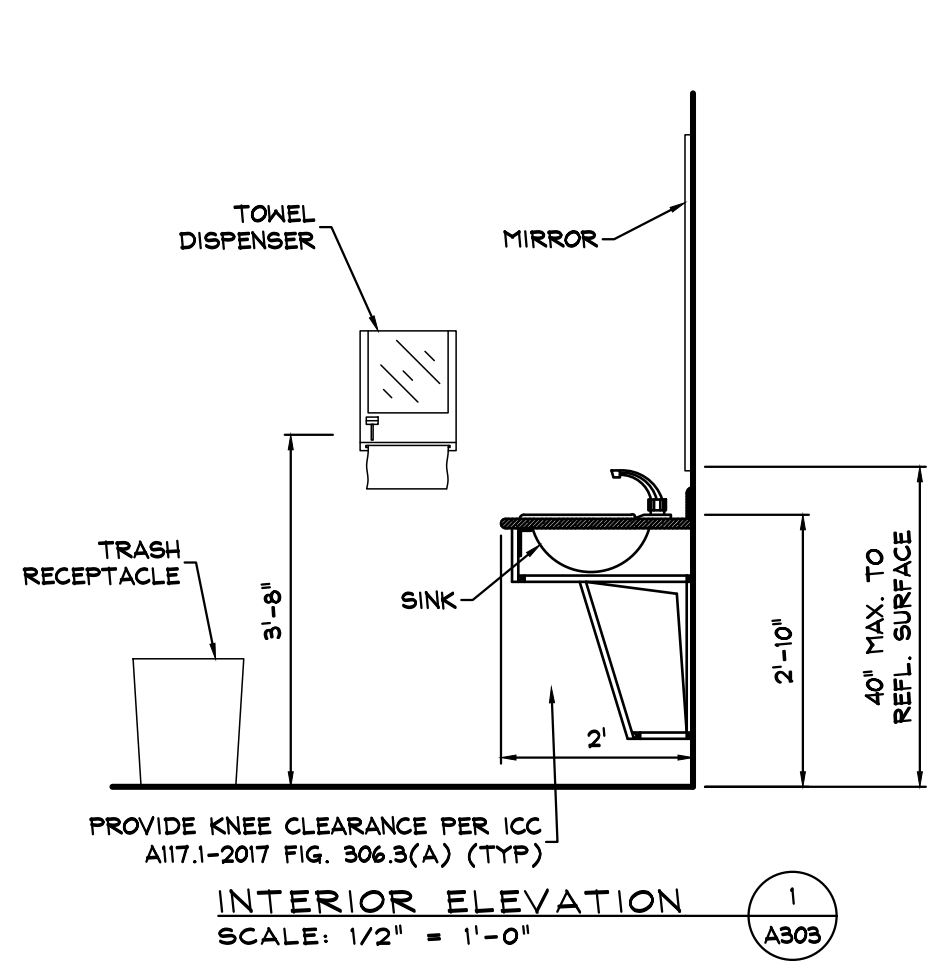 TOWEL
DISPENSER
MIRROR
TRASH
RECEPTACLE
3'-8"
SINK
2'-10"
40" MAX. TO
REFL. SURFACE
2'
PROVIDE KNEE CLEARANCE PER ICC
A117.1-2017 FIG. 306.3(A) (TYP)
INTERIOR ELEVATION
SCALE: 1/2" = 1'-0"
1
A303